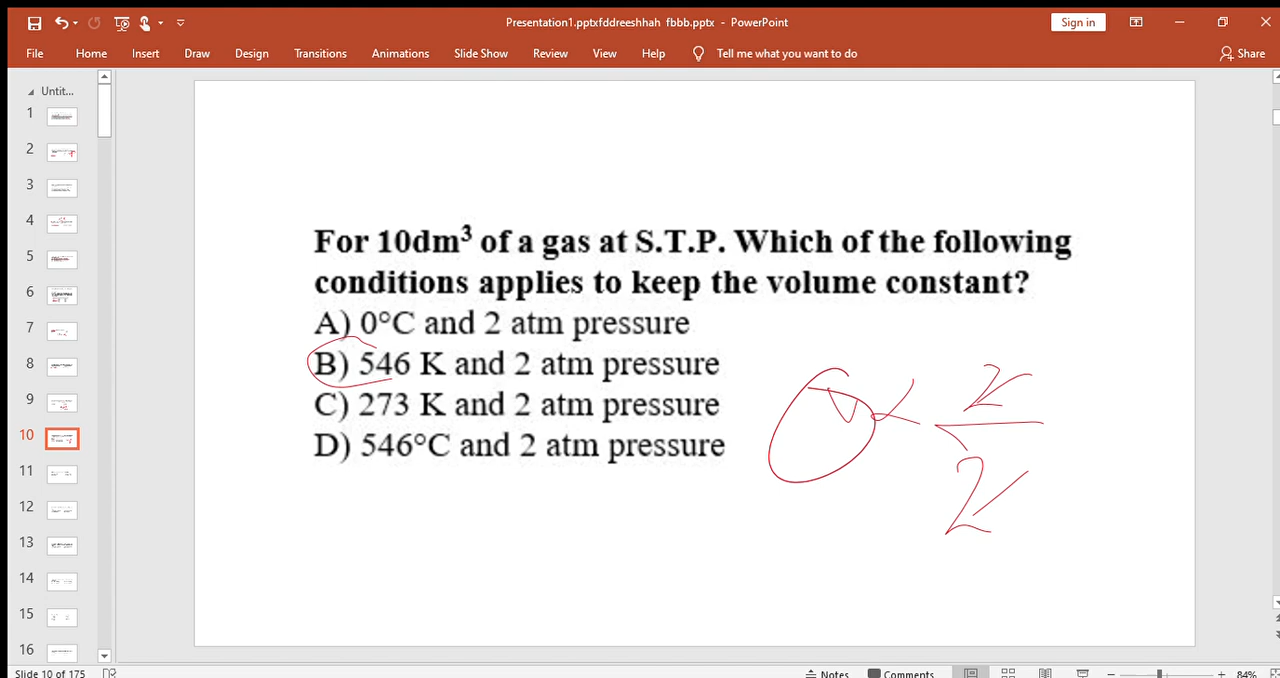 Presentation1.pptxfddreeshhah fbbb.pptx - PowerPoint
Sign in
File Home Insert Draw Design Transitions Animations Slide Show Review View Help Tell me what you want to do Share
Untit...
1
2
3
4
5
6
7
8
9
10
11
12
13
14
15
16
For 10dm³ of a gas at S.T.P. Which of the following
conditions applies to keep the volume constant?
A) 0°C and 2 atm pressure
B) 546 K and 2 atm pressure
C) 273 K and 2 atm pressure
D) 546°C and 2 atm pressure
2
2
Slide 10 of 175 Notes Comments 84%